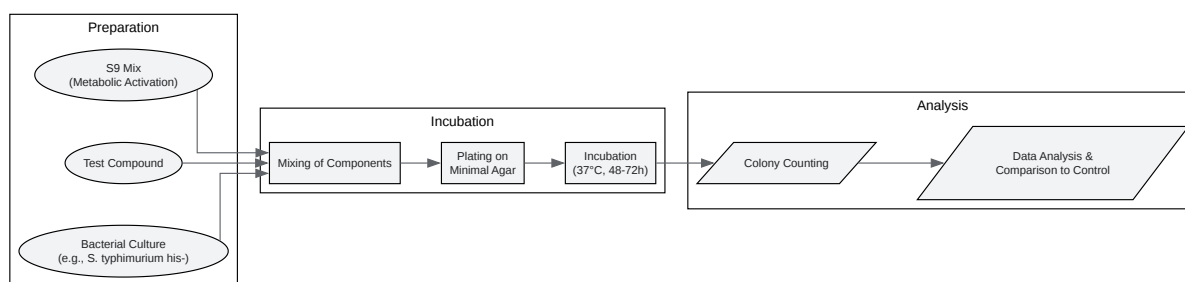 Preparation
S9 Mix
(Metabolic Activation)
Test Compound
Bacterial Culture
(e.g., S. typhimurium his-)
Incubation
Mixing of Components
Plating on
Minimal Agar
Incubation
(37°C, 48-72h)
Analysis
Colony Counting
Data Analysis &
Comparison to Control